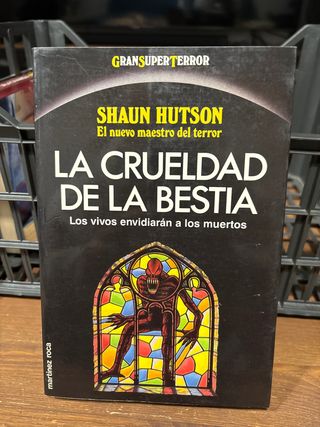 GRANSUPERTERROR
SHAUN HUTSON
El nuevo maestro del terror
LA CRUELDAD
DE LA BESTIA
Los vivos envidiarán a los muertos
martínez roca